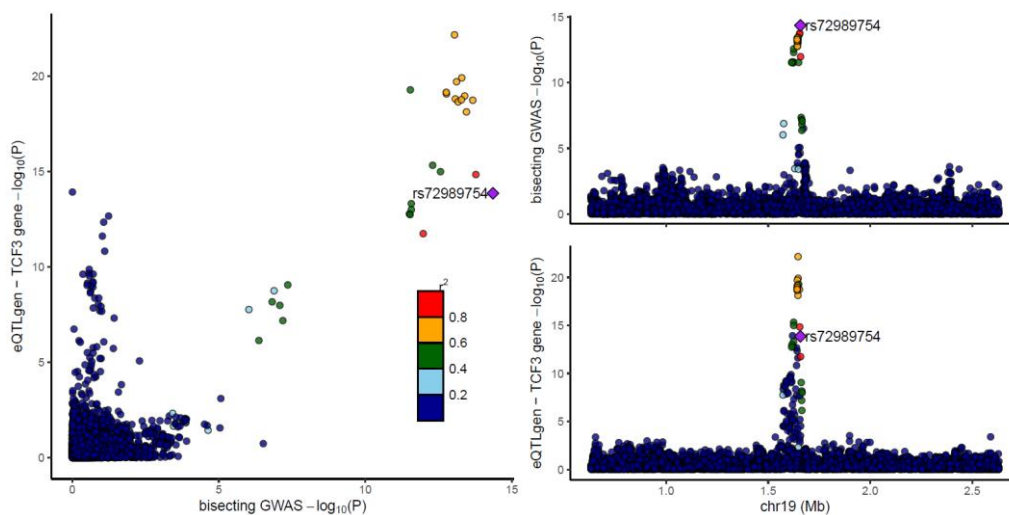 eQTLgen − TCF3 gene −log10(P)
20
15
10
5
0
rs72989754
r2
0.8
0.6
0.4
0.2
0
5
10
15
bisecting GWAS −log10(P)
bisecting GWAS −log10(P)
15
10
5
0
rs72989754
eQTLgen − TCF3 gene −log10(P)
20
15
10
5
0
rs72989754
1.0
1.5
2.0
2.5
chr19 (Mb)